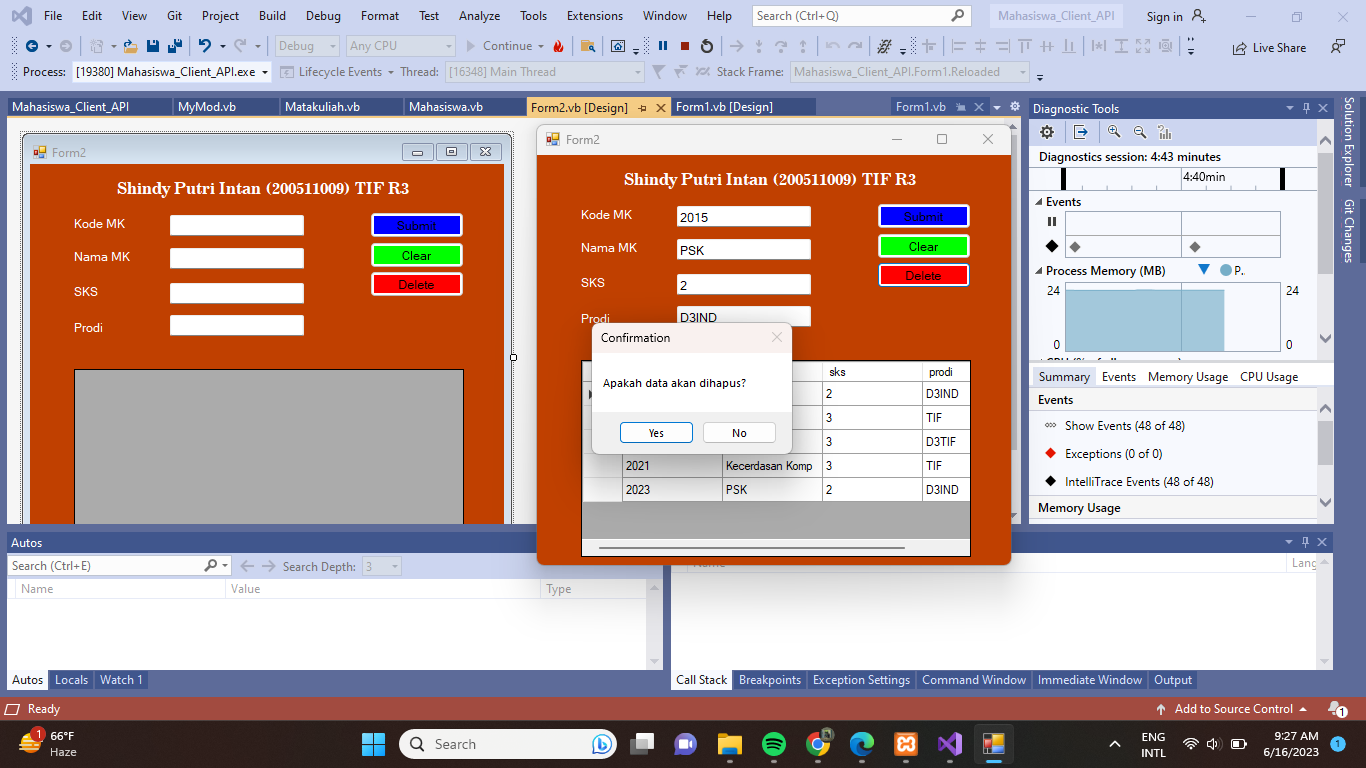 File Edit View Git Project Build Debug Format Test Analyze Tools Extensions Window Help Search (Ctrl+Q) Mahasiswa_Client_API Sign in
Debug Any CPU Continue Live Share
Process: [19380] Mahasiswa_Client_API.exe Lifecycle Events Thread: [16348] Main Thread Stack Frame: Mahasiswa_Client_API.Form1.Reloaded
Mahasiswa_Client_API MyMod.vb Matakuliah.vb Mahasiswa.vb Form2.vb [Design] Form1.vb [Design] Form1.vb
Form2
Shindy Putri Intan (200511009) TIF R3
Kode MK Submit
Nama MK Clear
SKS Delete
Prodi
Form2
Shindy Putri Intan (200511009) TIF R3
Kode MK 2015 Submit
Nama MK PSK Clear
SKS 2 Delete
Prodi D3IND
Confirmation
Apakah data akan dihapus?
Yes No
sks prodi
2 D3IND
3 TIF
3 D3TIF
2021 Kecerdasan Komp 3 TIF
2023 PSK 2 D3IND
Diagnostic Tools
Diagnostics session: 4:43 minutes
4:40min
Events
Process Memory (MB) P..
24 24
0 0
Summary Events Memory Usage CPU Usage
Events
Show Events (48 of 48)
Exceptions (0 of 0)
IntelliTrace Events (48 of 48)
Memory Usage
Solution Explorer
Git Changes
Autos
Search (Ctrl+E) Search Depth: 3
Name Value Type
Name Lang
Autos Locals Watch 1
Call Stack Breakpoints Exception Settings Command Window Immediate Window Output
Ready Add to Source Control 1
1 66°F
Haze
Search
ENG
INTL
9:27 AM
6/16/2023
1